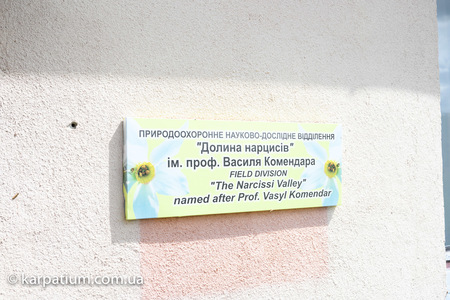 ПРИРОДООХОРОННЕ НАУКОВО-ДОСЛІДНЕ ВІДДІЛЕННЯ
"Долина нарцисів"
ім. проф. Василя Комендара
FIELD DIVISION
"The Narcissi Valley"
named after Prof. Vasyl Komendar
© karpatium.com.ua